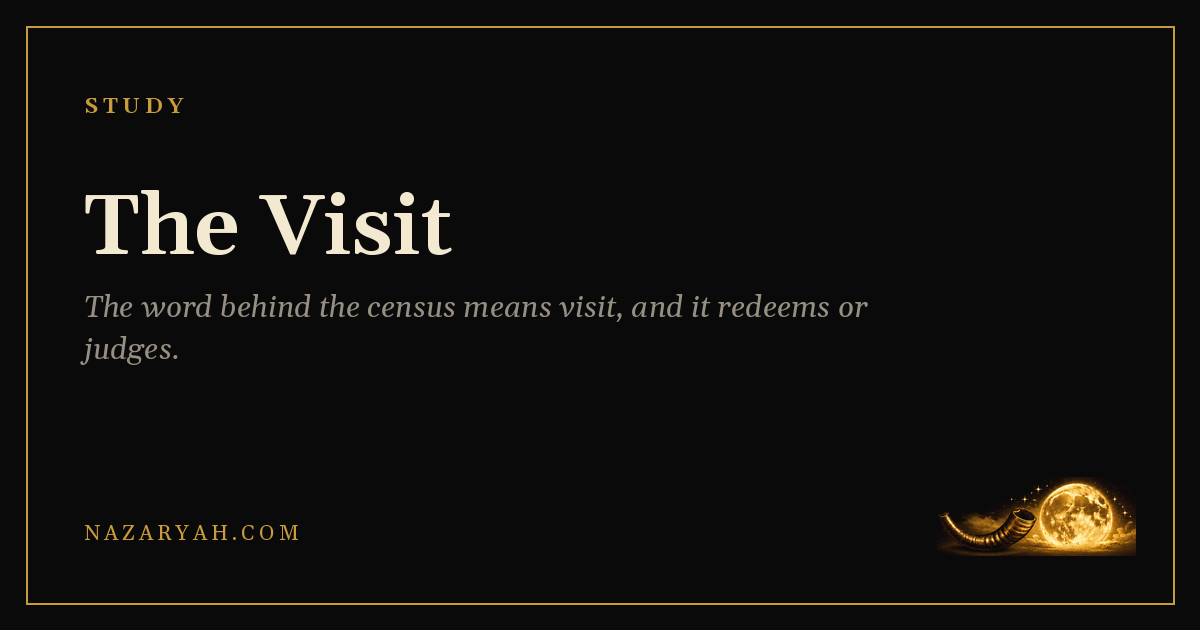 STUDY
The Visit
The word behind the census means visit, and it redeems or
judges.
NAZARYAH.COM